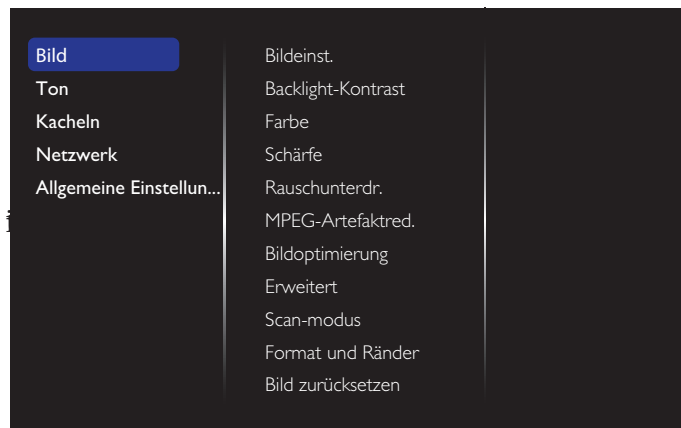 Bild
Ton
Kacheln
Netzwerk
Allgemeine Einstellun...
Bildeinst.
Backlight-Kontrast
Farbe
Schärfe
Rauschunterdr.
MPEG-Artefaktred.
Bildoptimierung
Erweitert
Scan-modus
Format und Ränder
Bild zurücksetzen